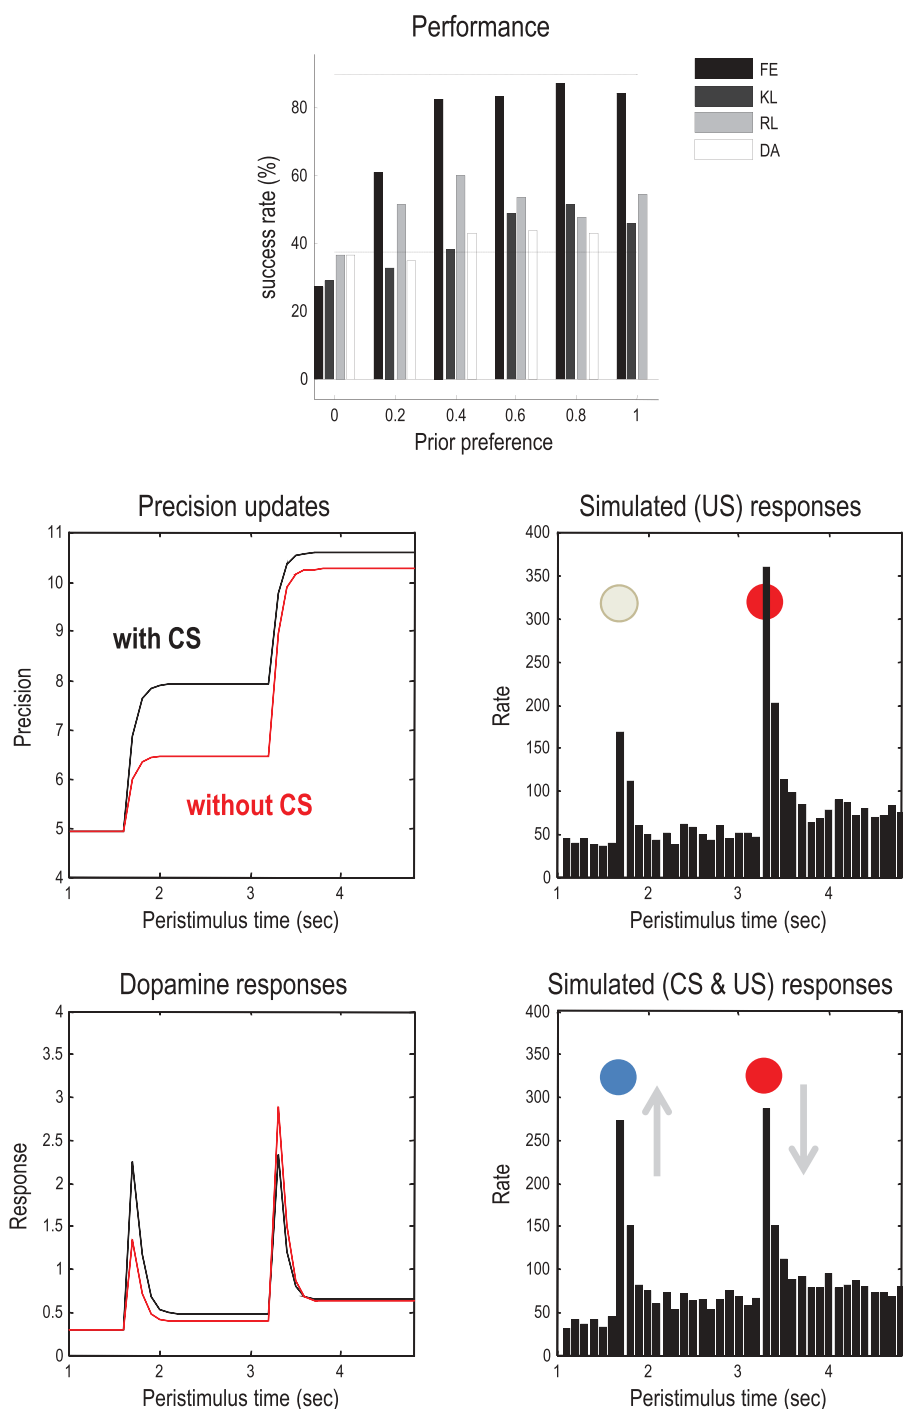 Performance
FE
KL
RL
DA
success rate (%)
80
60
40
20
0
0 0.2 0.4 0.6 0.8 1
Prior preference
Precision updates
11
10
9
8
7
6
5
4
Precision
with CS
without CS
1 2 3 4
Peristimulus time (sec)
Simulated (US) responses
400
350
300
250
200
150
100
50
0
Rate
1 2 3 4
Peristimulus time (sec)
Dopamine responses
4
3.5
3
2.5
2
1.5
1
0.5
0
Response
1 2 3 4
Peristimulus time (sec)
Simulated (CS & US) responses
400
350
300
250
200
150
100
50
0
Rate
1 2 3 4
Peristimulus time (sec)